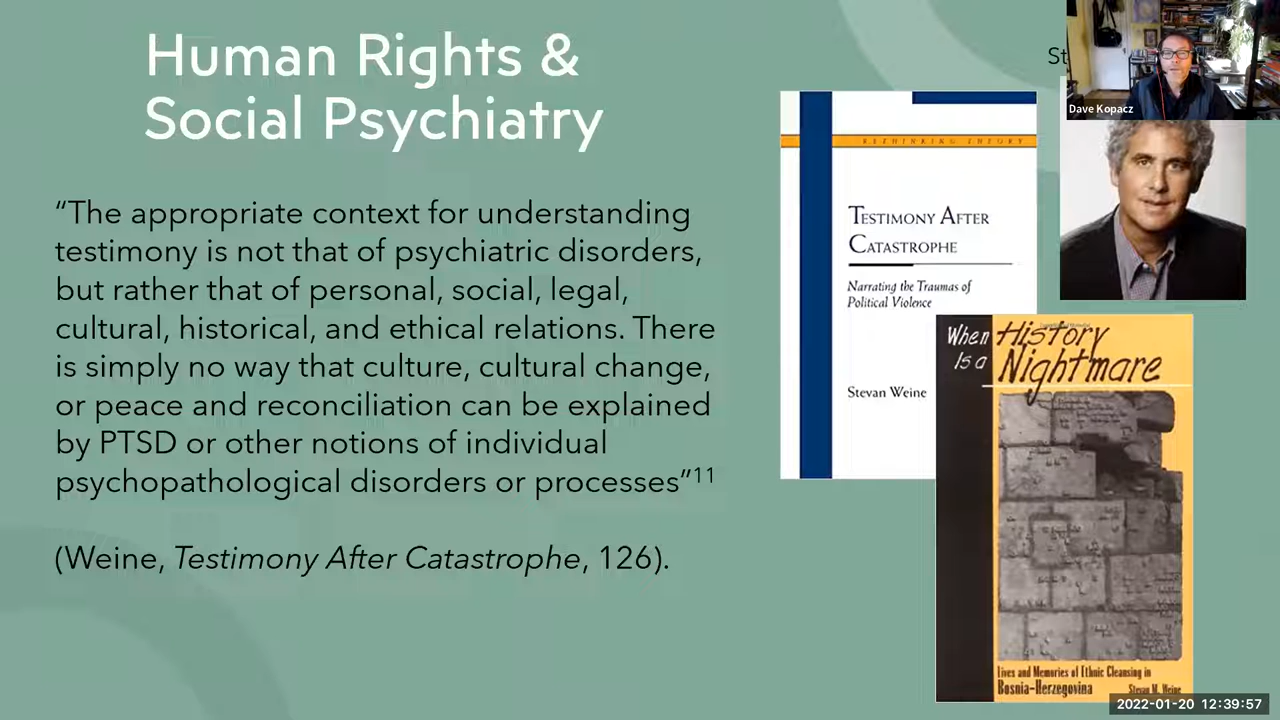 Human Rights &
Social Psychiatry
“The appropriate context for understanding
testimony is not that of psychiatric disorders,
but rather that of personal, social, legal,
cultural, historical, and ethical relations. There
is simply no way that culture, cultural change,
or peace and reconciliation can be explained
by PTSD or other notions of individual
psychopathological disorders or processes”11
(Weine, Testimony After Catastrophe, 126).
St
Dave Kopacz
RETHINKING THEORY
TESTIMONY AFTER
CATASTROPHE
Narrating the Traumas of
Political Violence
Stevan Weine
When History
Is a Nightmare
Lives and Memories of Ethnic Cleansing in
Bosnia-Herzegovina
Stevan M. Weine
2022-01-20 12:39:57